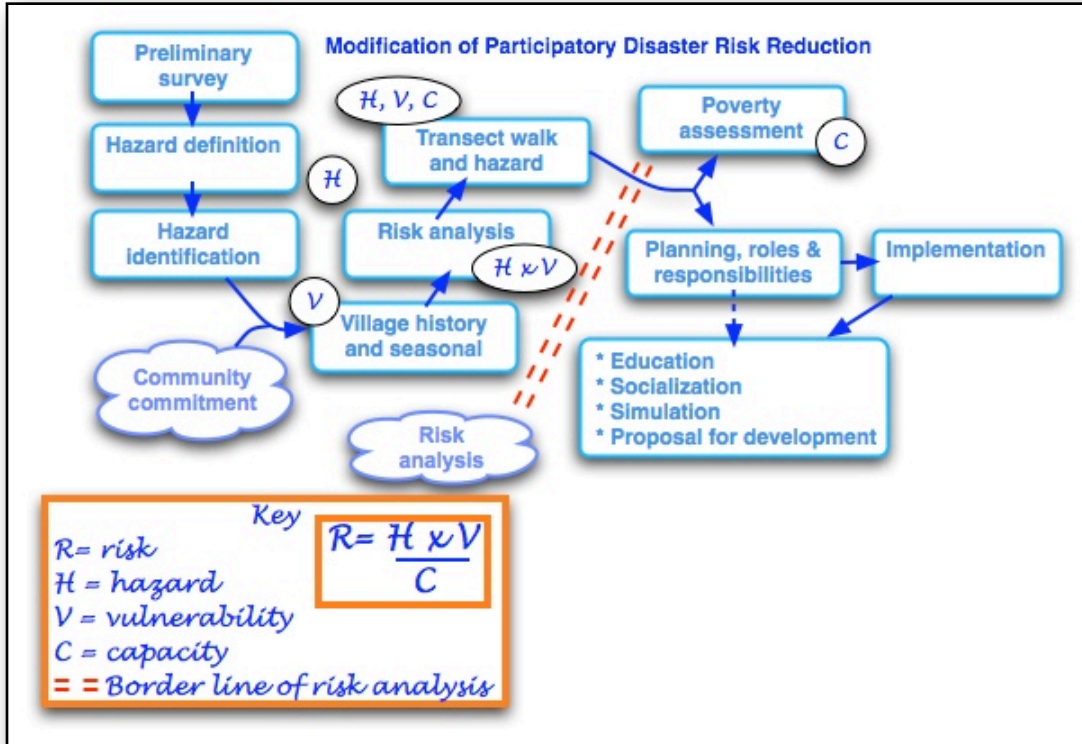 Modification of Participatory Disaster Risk Reduction
Preliminary
survey
Hazard definition
H
Hazard
identification
Community
commitment
V
Village history
and seasonal
Risk analysis
H x V
H, V, C
Transect walk
and hazard
Poverty
assessment
C
Planning, roles &
responsibilities
Implementation
* Education
* Socialization
* Simulation
* Proposal for development
Risk
analysis
Key
R= risk
H = hazard
V = vulnerability
C = capacity
= = Border line of risk analysis
R= H x V
C